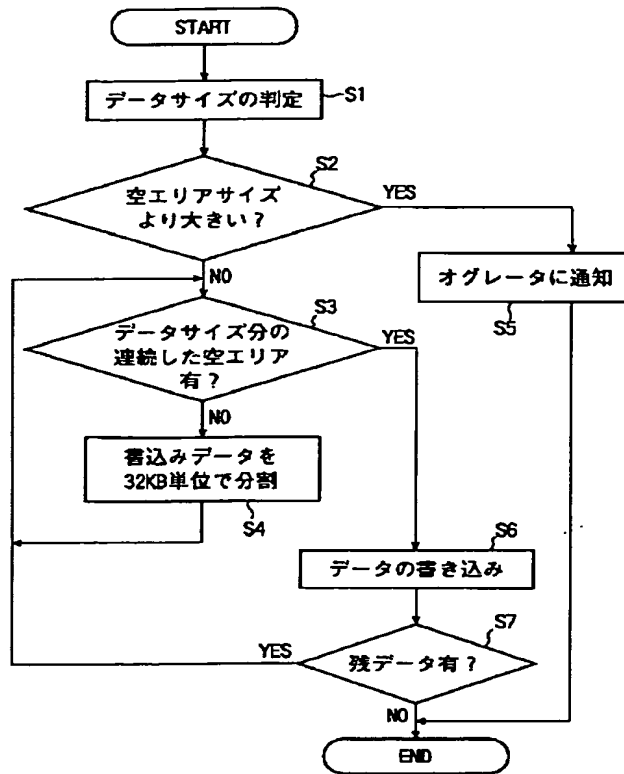 START
データサイズの判定
S1
S2
空エリアサイズ
より大きい?
YES
NO
オグレータに通知
S5
S3
データサイズ分の
連続した空エリア
有?
YES
NO
書込みデータを
32KB単位で分割
S4
S6
データの書き込み
S7
残データ有?
YES
NO
END